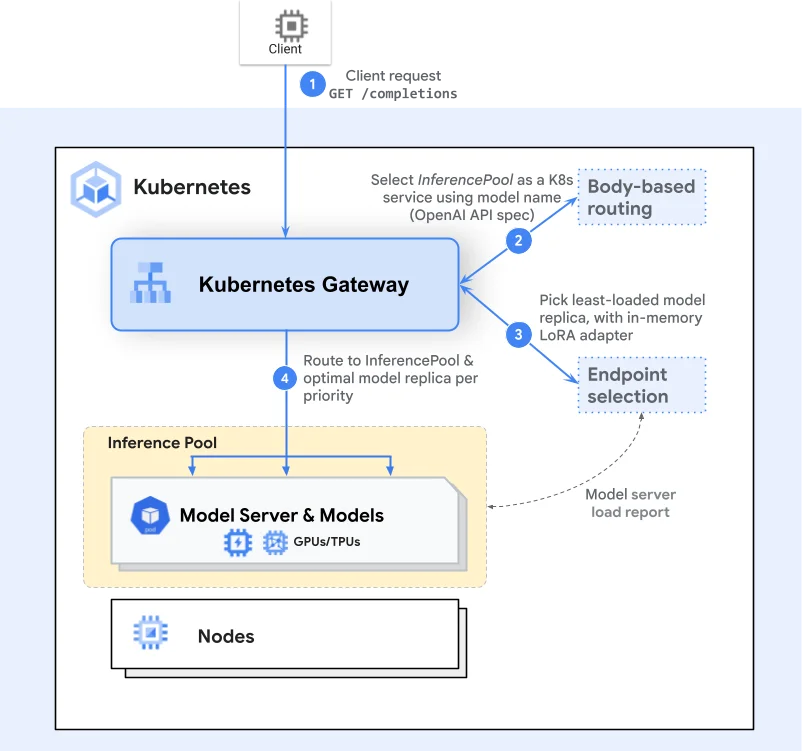 Client
1
Client request
GET /completions
Kubernetes
Select InferencePool as a K8s
service using model name
(OpenAI API spec)
2
Body-based
routing
Kubernetes Gateway
Pick least-loaded model
replica, with in-memory
LoRA adapter
3
Endpoint
selection
4
Route to InferencePool &
optimal model replica per
priority
Inference Pool
pod
Model Server & Models
GPUs/TPUs
Model server
load report
Nodes